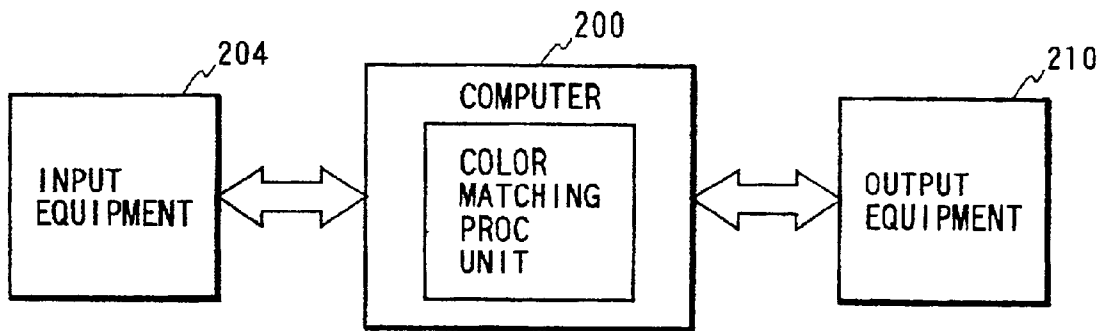 204
INPUT
EQUIPMENT
200
COMPUTER
COLOR
MATCHING
PROC
UNIT
210
OUTPUT
EQUIPMENT